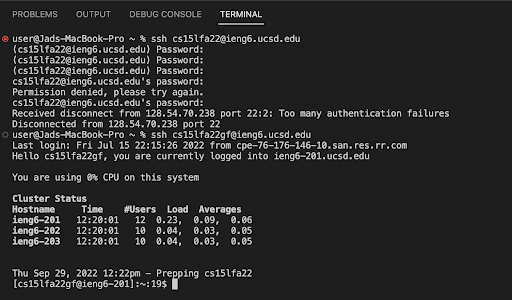 PROBLEMS OUTPUT DEBUG CONSOLE TERMINAL
user@Jads-MacBook-Pro ~ % ssh cs15lfa22@ieng6.ucsd.edu
(cs15lfa22@ieng6.ucsd.edu) Password:
(cs15lfa22@ieng6.ucsd.edu) Password:
(cs15lfa22@ieng6.ucsd.edu) Password:
cs15lfa22@ieng6.ucsd.edu's password:
Permission denied, please try again.
cs15lfa22@ieng6.ucsd.edu's password:
Received disconnect from 128.54.70.238 port 22:2: Too many authentication failures
Disconnected from 128.54.70.238 port 22
user@Jads-MacBook-Pro ~ % ssh cs15lfa22gf@ieng6.ucsd.edu
Last login: Fri Jul 15 22:15:26 2022 from cpe-76-176-146-10.san.res.rr.com
Hello cs15lfa22gf, you are currently logged into ieng6-201.ucsd.edu
You are using 0% CPU on this system
Cluster Status
Hostname Time #Users Load Averages
ieng6-201 12:20:01 12 0.23, 0.09, 0.06
ieng6-202 12:20:01 10 0.04, 0.03, 0.05
ieng6-203 12:20:01 10 0.04, 0.03, 0.05
Thu Sep 29, 2022 12:22pm - Prepping cs15lfa22
[cs15lfa22gf@ieng6-201]:~:19$